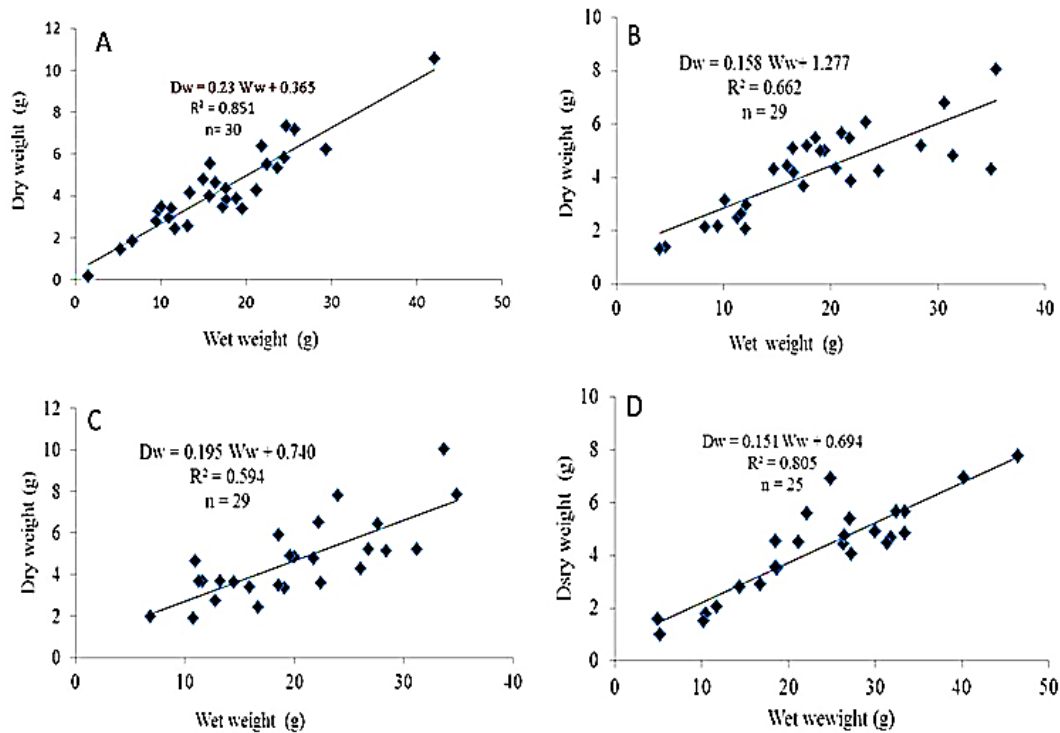 A
Dw = 0.23 Ww + 0.365
R² = 0.851
n= 30
12
10
8
6
4
2
0
0 10 20 30 40 50
Dry weight (g)
Wet weight (g)
B
Dw = 0.158 Ww+ 1.277
R² = 0.662
n = 29
10
8
6
4
2
0
0 10 20 30 40
Dry weight (g)
Wet weight (g)
C
Dw = 0.195 Ww + 0.740
R² = 0.594
n = 29
12
10
8
6
4
2
0
0 10 20 30 40
Dry weight (g)
Wet weight (g)
D
Dw = 0.151 Ww + 0.694
R² = 0.805
n = 25
10
8
6
4
2
0
0 10 20 30 40 50
Dsry weight (g)
Wet wewight (g)